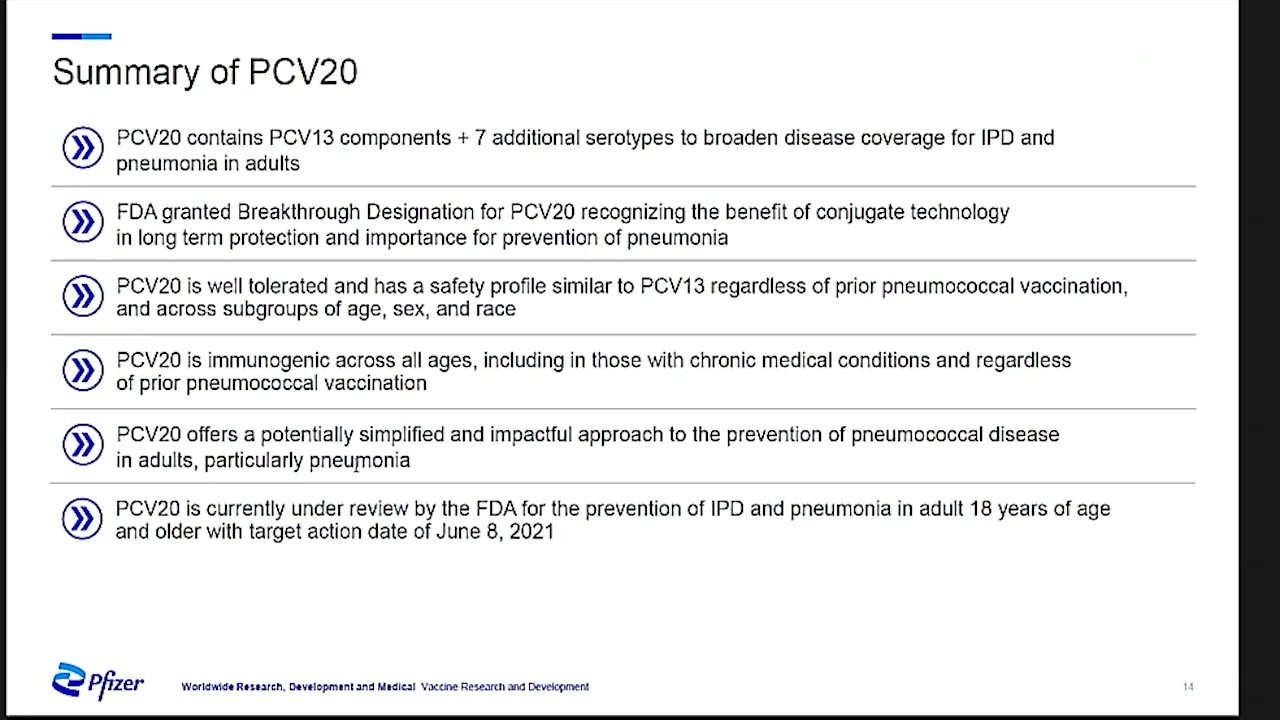 Summary of PCV20
PCV20 contains PCV13 components + 7 additional serotypes to broaden disease coverage for IPD and
pneumonia in adults
FDA granted Breakthrough Designation for PCV20 recognizing the benefit of conjugate technology
in long term protection and importance for prevention of pneumonia
PCV20 is well tolerated and has a safety profile similar to PCV13 regardless of prior pneumococcal vaccination,
and across subgroups of age, sex, and race
PCV20 is immunogenic across all ages, including in those with chronic medical conditions and regardless
of prior pneumococcal vaccination
PCV20 offers a potentially simplified and impactful approach to the prevention of pneumococcal disease
in adults, particularly pneumonia
PCV20 is currently under review by the FDA for the prevention of IPD and pneumonia in adult 18 years of age
and older with target action date of June 8, 2021
Pfizer
Worldwide Research, Development and Medical Vaccine Research and Development
14